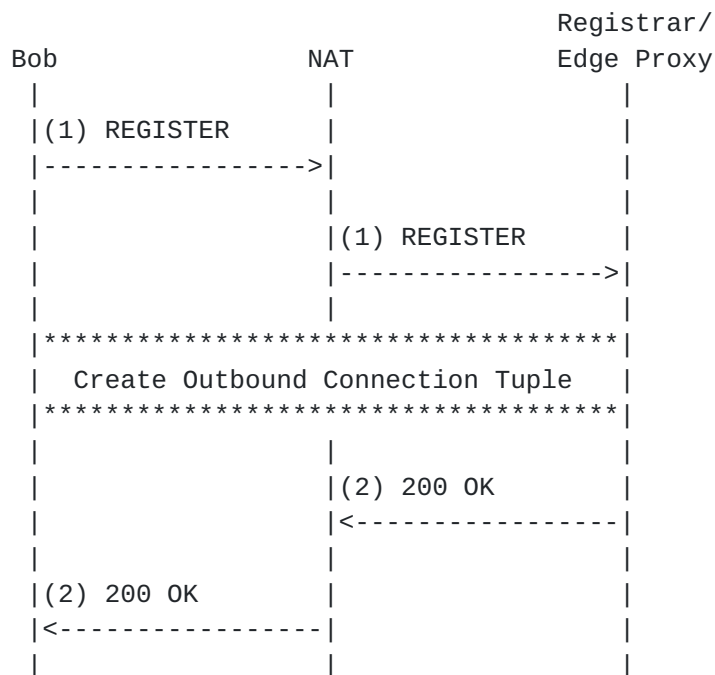 Registrar/
Bob NAT Edge Proxy
(1) REGISTER
(1) REGISTER
Create Outbound Connection Tuple
(2) 200 OK
(2) 200 OK